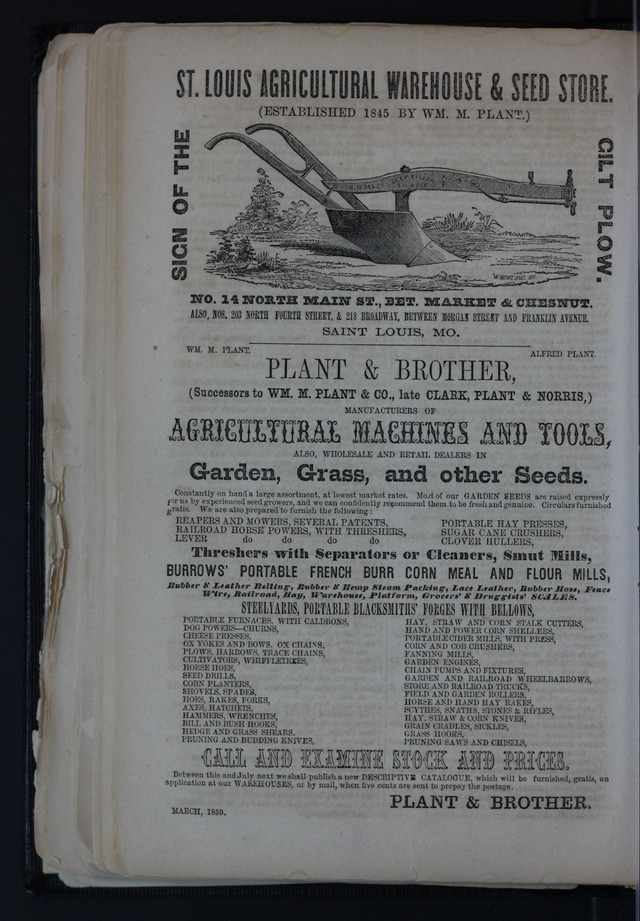 ST. LOUIS AGRICULTURAL WAREHOUSE & SEED STORE.
(ESTABLISHED 1845 BY WM. M. PLANT.)
SIGN OF THE
GILT PLOW.
NO. 14 NORTH MAIN ST., BET. MARKET & CHESNUT.
ALSO, NOS. 203 NORTH FOURTH STREET, & 218 BROADWAY, BETWEEN MORGAN STREET AND FRANKLIN AVENUE.
SAINT LOUIS, MO.
WM. M. PLANT,
ALFRED PLANT.
PLANT & BROTHER,
(Successors to WM. M. PLANT & CO., late CLARK, PLANT & NORRIS,)
MANUFACTURERS OF
AGRICULTURAL MACHINES AND TOOLS,
ALSO, WHOLESALE AND RETAIL DEALERS IN
Garden, Grass, and other Seeds.
Constantly on hand a large assortment, at lowest market rates. Most of our GARDEN SEEDS are raised expressly
for us by experienced seed growers, and we can confidently recommend them to be fresh and genuine. Circulars furnished
gratis. We are also prepared to furnish the following:
REAPERS AND MOWERS, SEVERAL PATENTS,
RAILROAD HORSE POWERS, WITH THRESHERS,
LEVER do do do do
PORTABLE HAY PRESSES,
SUGAR CANE CRUSHERS,
CLOVER HULLERS,
Threshers with Separators or Cleaners, Smut Mills,
BURROWS' PORTABLE FRENCH BURR CORN MEAL AND FLOUR MILLS,
Rubber & Leather Belting, Rubber & Hemp Steam Packing, Lace Leather, Rubber Hose, Fence
Wire, Railroad, Hay, Warehouse, Platform, Grocers' & Druggists' SCALES.
STEELYARDS, PORTABLE BLACKSMITHS' FORGES WITH BELLOWS,
PORTABLE FURNACES, WITH CALDRONS,
DOG POWERS—CHURNS,
CHEESE PRESSES,
OX YOKES AND BOWS, OX CHAINS,
PLOWS, HARROWS, TRACE CHAINS,
CULTIVATORS, WHIFFLETREES,
HORSE HOES,
SEED DRILLS,
CORN PLANTERS,
SHOVELS, SPADES,
HOES, RAKES, FORKS,
AXES, HATCHETS,
HAMMERS, WRENCHES,
BILL AND BUSH HOOKS,
HEDGE AND GRASS SHEARS,
PRUNING AND BUDDING KNIVES,
HAY, STRAW AND CORN STALK CUTTERS,
HAND AND POWER CORN SHELLERS,
PORTABLE CIDER MILLS, WITH PRESS,
CORN AND COB CRUSHERS,
FANNING MILLS,
GARDEN ENGINES,
CHAIN PUMPS AND FIXTURES,
GARDEN AND RAILROAD WHEELBARROWS,
STORE AND RAILROAD TRUCKS,
FIELD AND GARDEN ROLLERS,
HORSE AND HAND HAY RAKES,
SCYTHES, SNATHS, STONES & RIFLES,
HAY, STRAW & CORN KNIVES,
GRAIN CRADLES, SICKLES,
GRASS HOOKS,
PRUNING SAWS AND CHISELS,
CALL AND EXAMINE STOCK AND PRICES.
Between this and July next we shall publish a new DESCRIPTIVE CATALOGUE, which will be furnished, gratis, on
application at our WAREHOUSES, or by mail, when five cents are sent to prepay the postage.
PLANT & BROTHER.
MARCH, 1859.